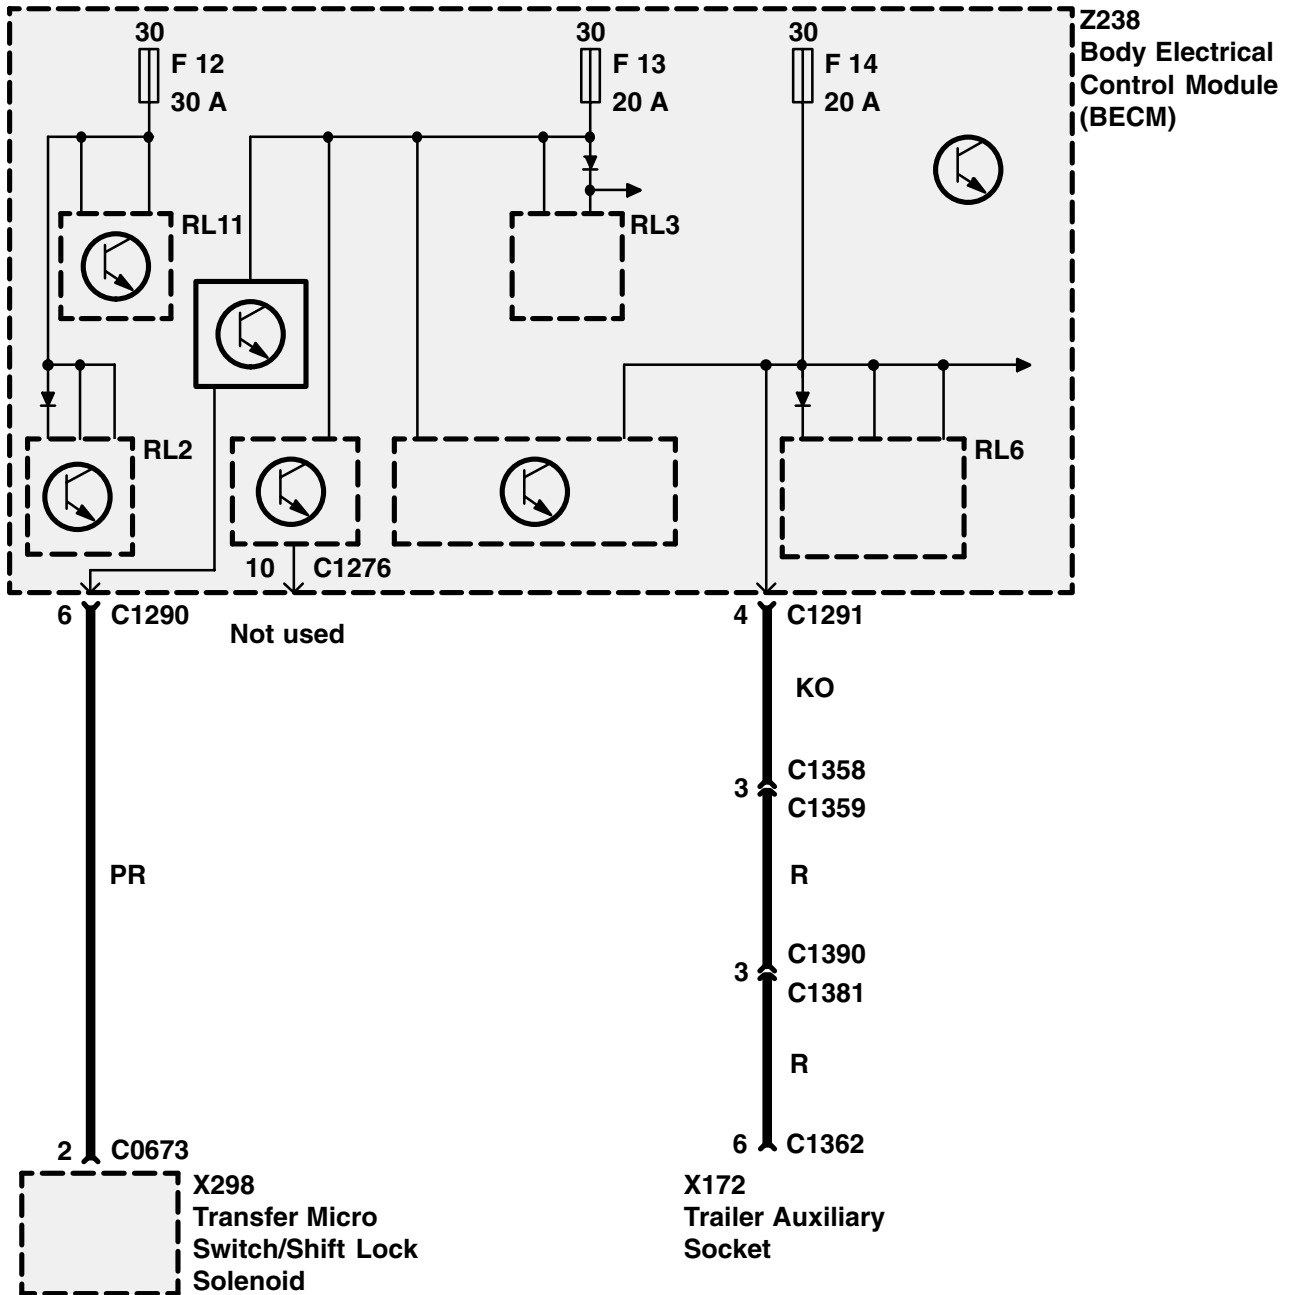 Z238
Body Electrical
Control Module
(BECM)
30
F 12
30 A
30
F 13
20 A
30
F 14
20 A
RL11
RL3
RL2
RL6
10 C1276
6 C1290
Not used
4 C1291
KO
C1358
3
C1359
PR
R
C1390
3
C1381
R
2 C0673
6 C1362
X298
Transfer Micro
Switch/Shift Lock
Solenoid
X172
Trailer Auxiliary
Socket